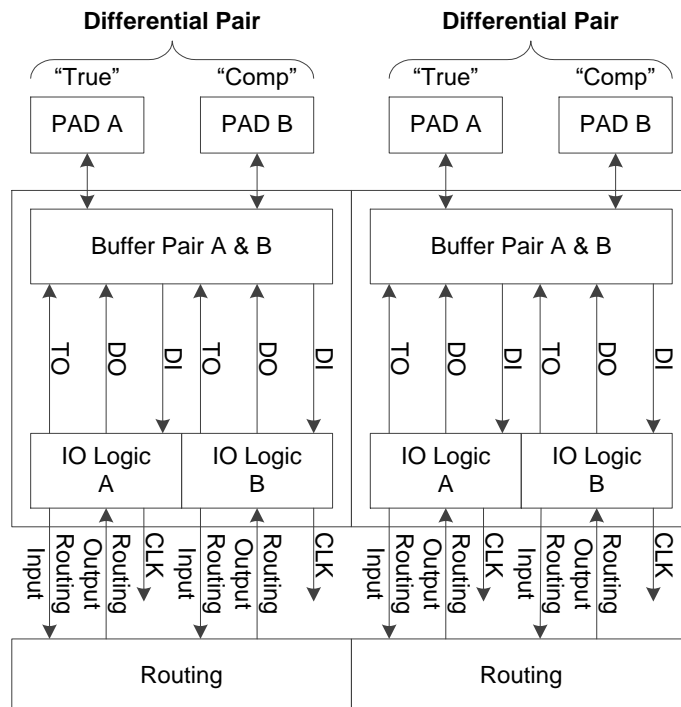 Differential Pair
Differential Pair
“True”
“Comp”
“True”
“Comp”
PAD A
PAD B
PAD A
PAD B
Buffer Pair A & B
Buffer Pair A & B
TO
DO
DI
TO
DO
DI
TO
DO
DI
TO
DO
DI
IO Logic
A
IO Logic
B
IO Logic
A
IO Logic
B
Routing
Input
Routing
Output
CLK
Routing
Input
Routing
Output
CLK
Routing
Input
Routing
Output
CLK
Routing
Input
Routing
Output
CLK
Routing
Routing